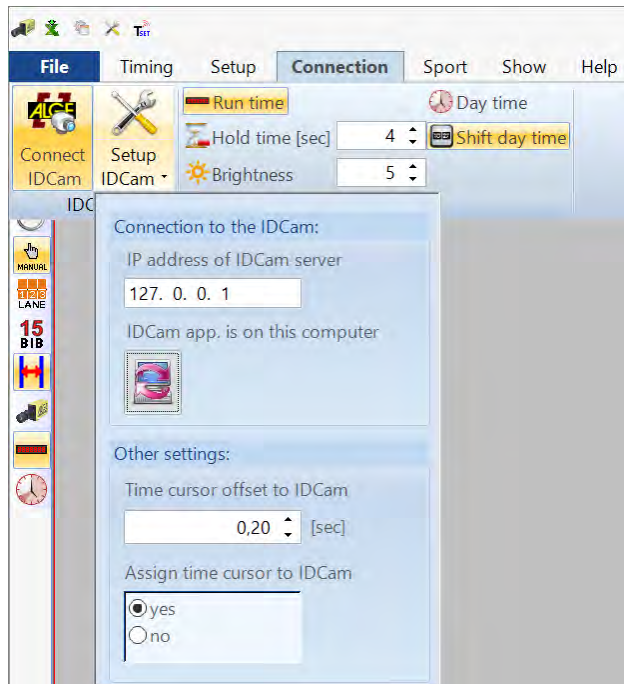 TSET
File Timing Setup Connection Sport Show Help
ALGE
Connect IDCam
Setup IDCam
Run time
Hold time [sec] 4
Brightness 5
Day time
Shift day time
IDC
Connection to the IDCam:
IP address of IDCam server
127. 0. 0. 1
IDCam app. is on this computer
Other settings:
Time cursor offset to IDCam
0,20 [sec]
Assign time cursor to IDCam
yes
no
MANUAL
123
LANE
15
BIB